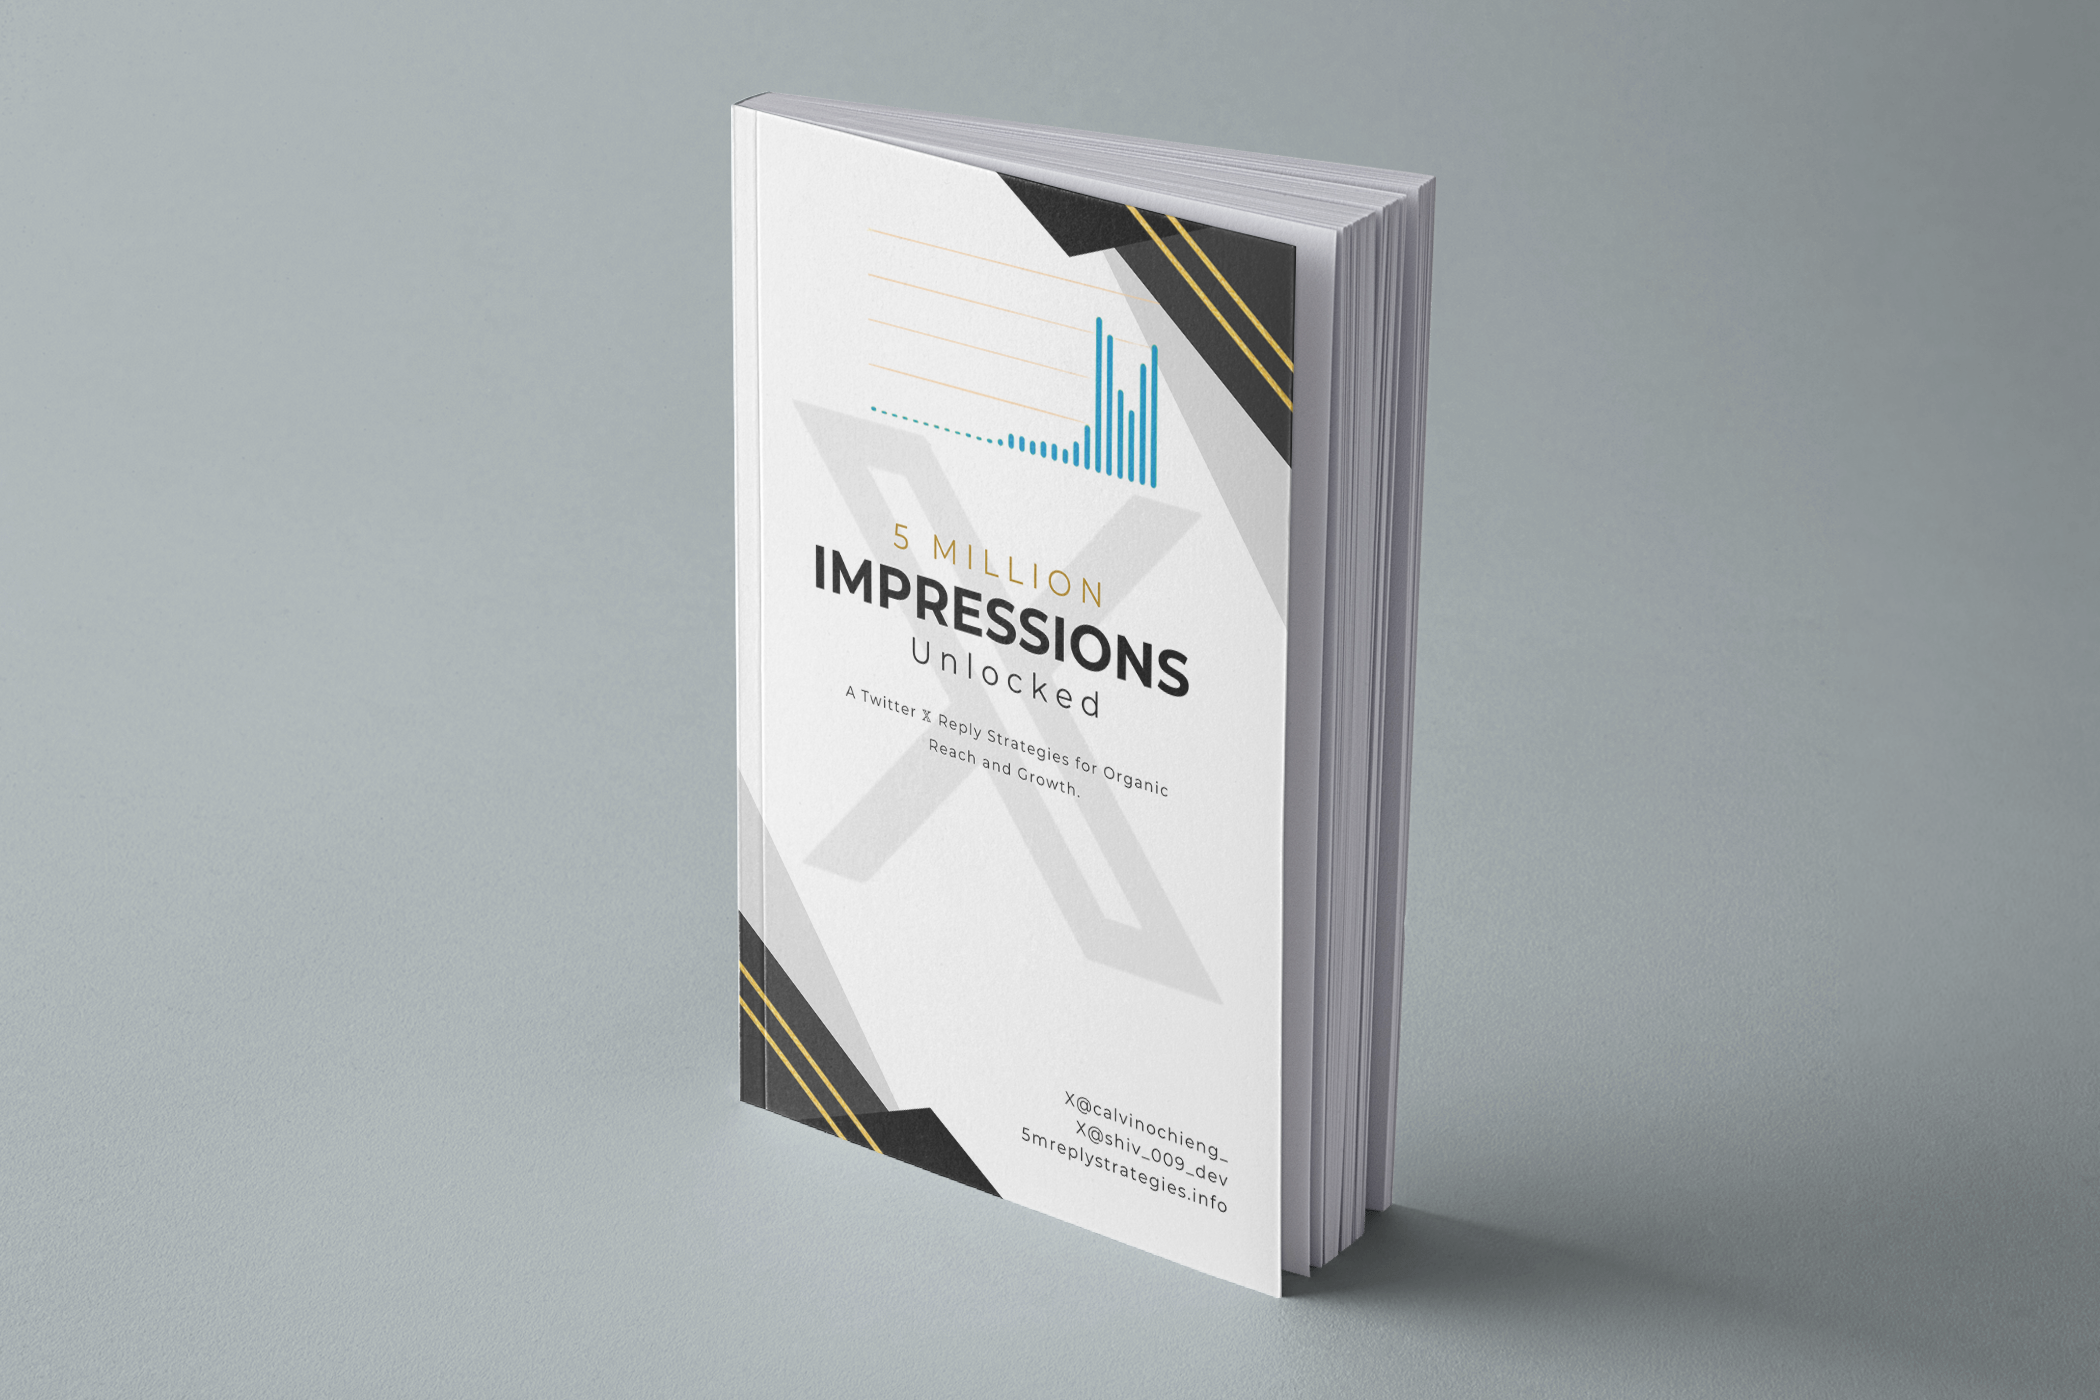 5 MILLION
IMPRESSIONS
Unlocked
A Twitter 𝕏 Reply Strategies for Organic
Reach and Growth.
X@calvinochieng_
X@shiv_009_dev
5mreplystrategies.info